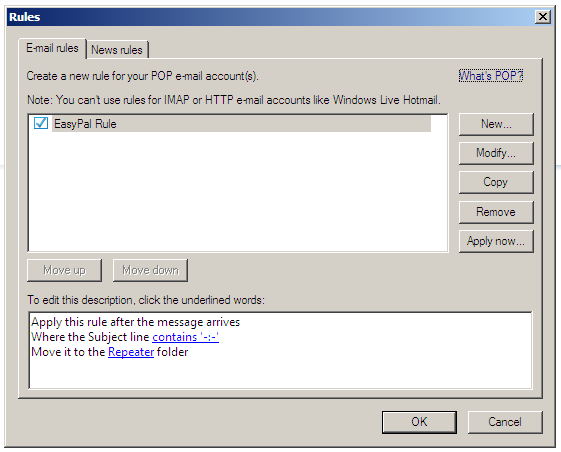 Rules
E-mail rules
News rules
Create a new rule for your POP e-mail account(s).
What's POP?
Note: You can't use rules for IMAP or HTTP e-mail accounts like Windows Live Hotmail.
EasyPal Rule
New...
Modify...
Copy
Remove
Apply now...
Move up
Move down
To edit this description, click the underlined words:
Apply this rule after the message arrives
Where the Subject line contains '-:-'
Move it to the Repeater folder
OK
Cancel